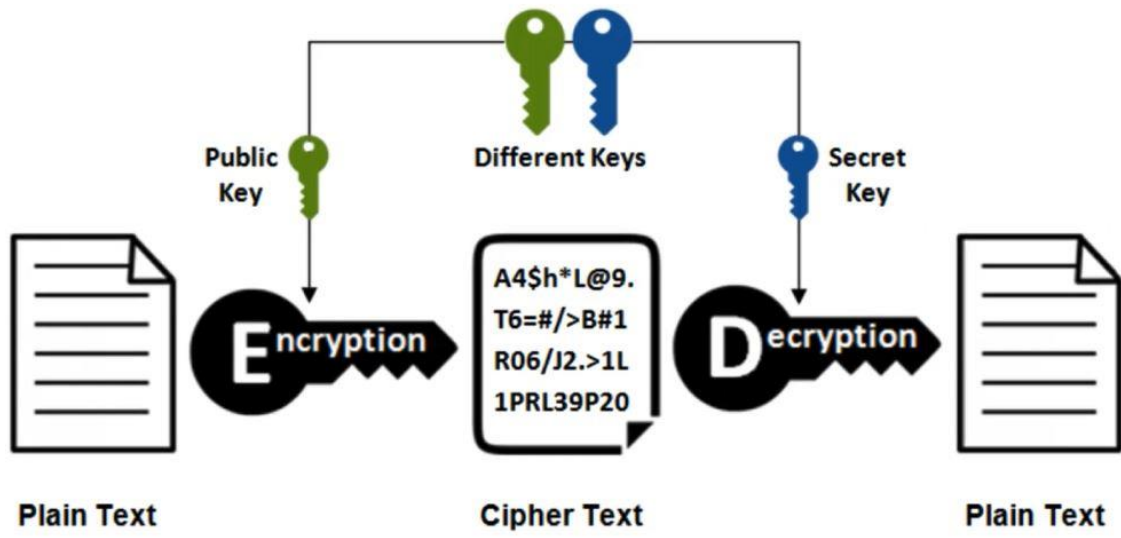 Public
Key
Different Keys
Secret
Key
Encryption
A4$h*L@9.
T6=#/>B#1
R06/J2.>1L
1PRL39P20
Decryption
Plain Text
Cipher Text
Plain Text